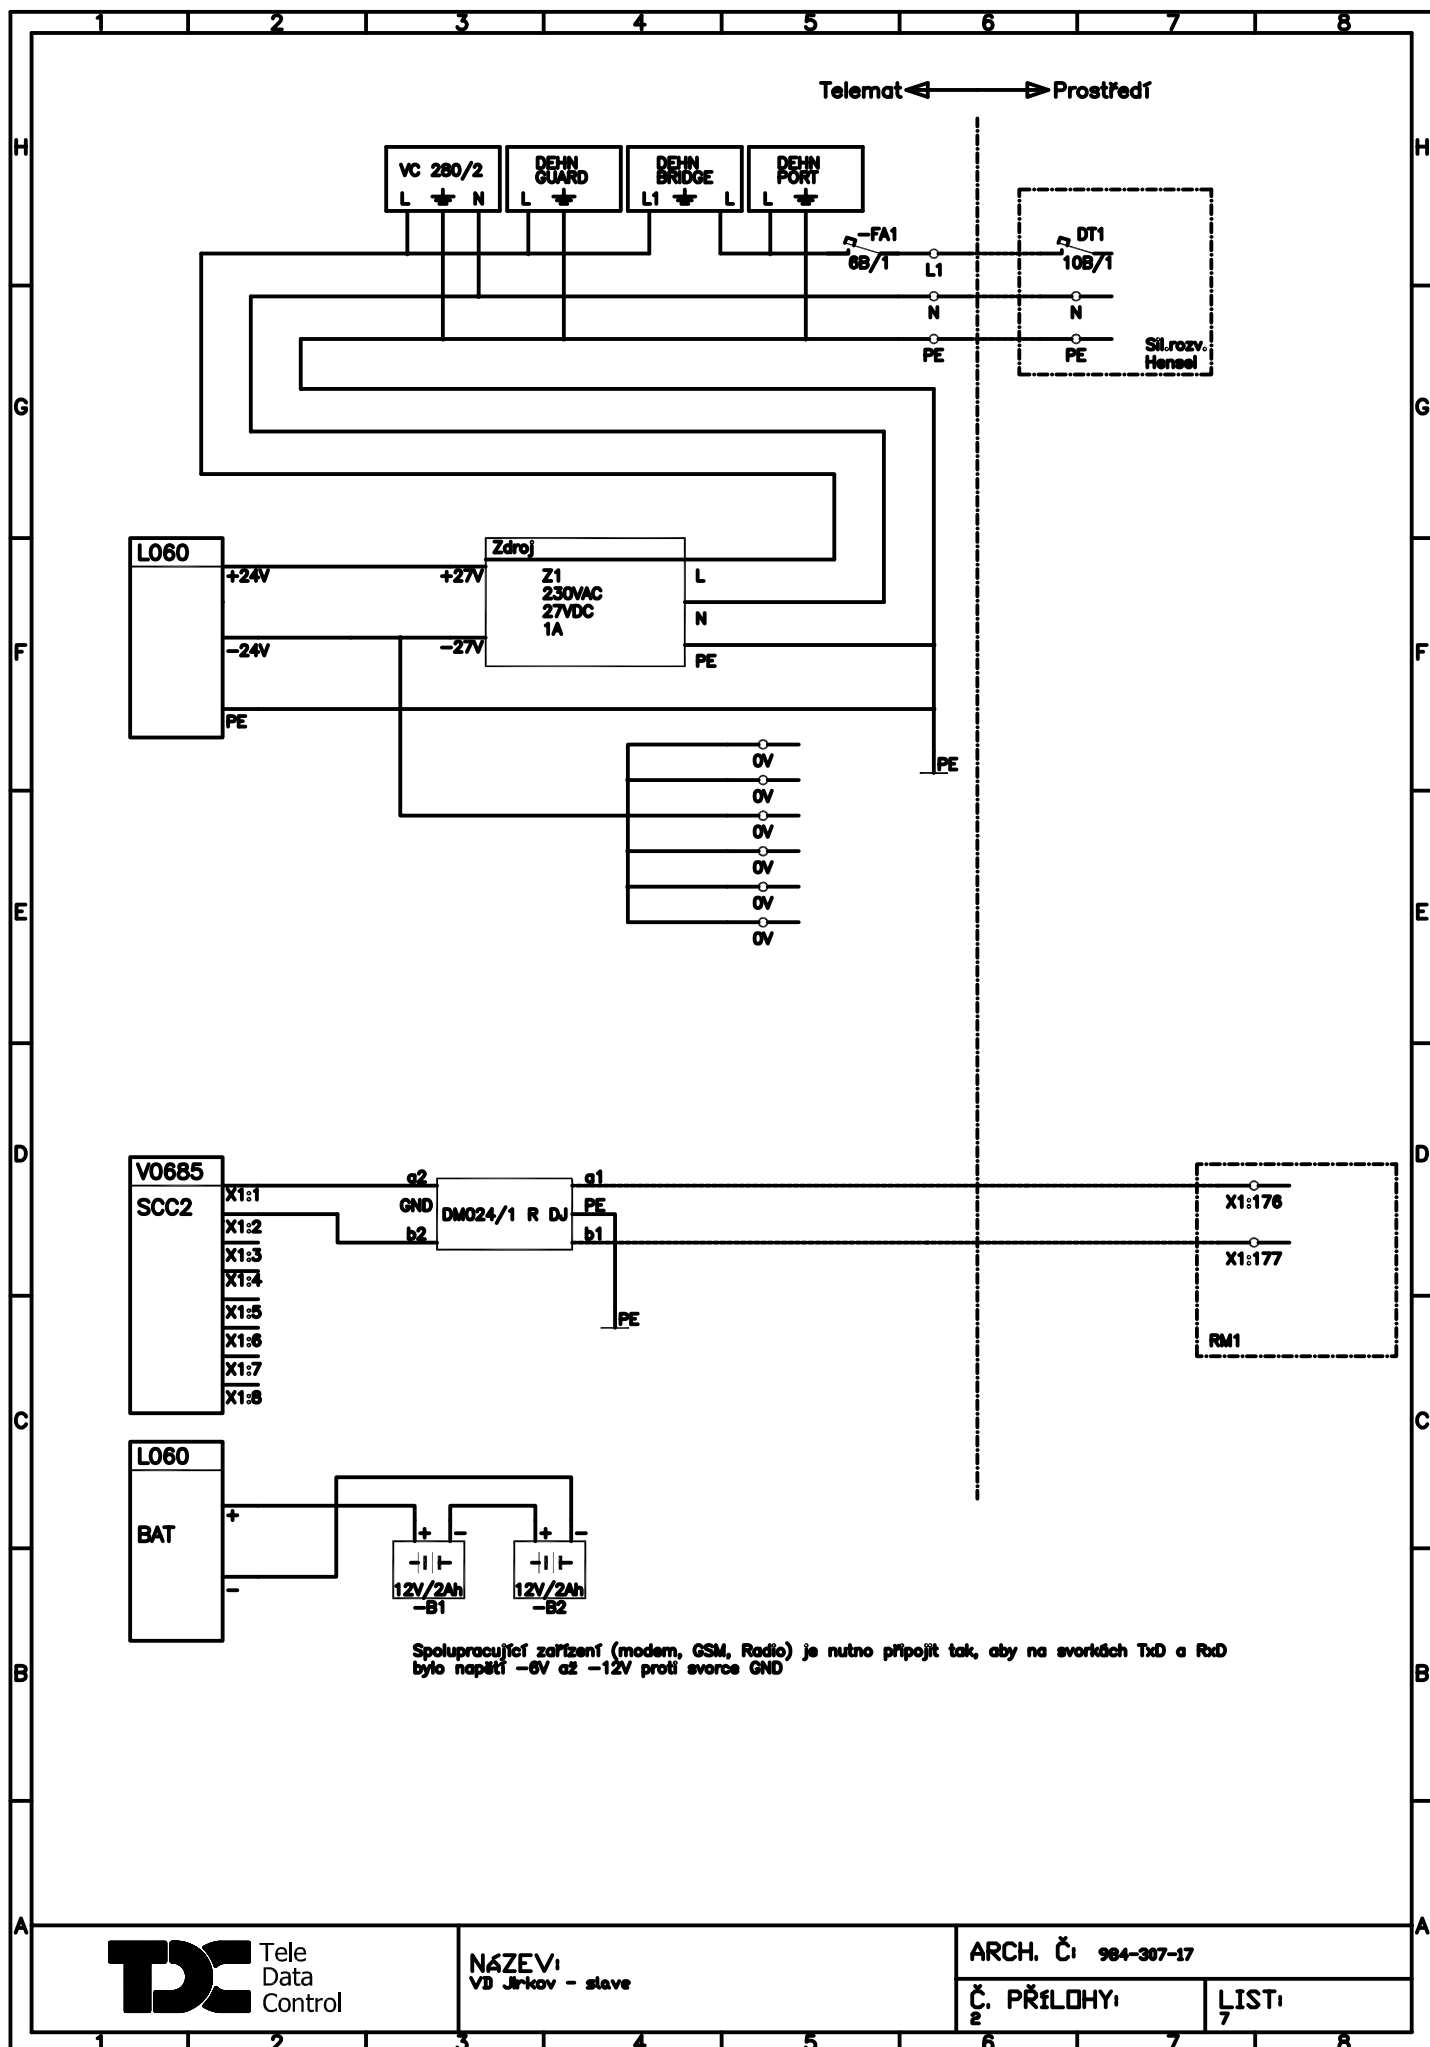 1 2 3 4 5 6 7 8
Telemat Prostředí
H H
VC 280/2 DEHN GUARD DEHN BRIDGE DEHN PORT
L N L L1 L L
-FA1 DT1
6B/1 L1 10B/1
N N
PE PE Sil.rozv.
Hensel
G G
L060 Zdroj
+24V +27V Z1 L
230VAC
27VDC N
1A
-24V -27V PE
F F
PE
0V PE
0V
0V
0V
0V
0V
E E
D D
V0685 a2 a1
SCC2 X1:1 GND DM024/1 R DJ PE X1:176
X1:2 b2 b1
X1:3 X1:177
X1:4
X1:5 PE
X1:6 RM1
X1:7
X1:8
C C
L060
+
BAT + - + -
12V/2Ah 12V/2Ah
- -B1 -B2
Spolupracující zařízení (modem, GSM, Radio) je nutno připojit tak, aby na svorkách TxD a RxD
bylo napětí -6V až -12V proti svorce GND
B B
A A
TDC Tele
Data
Control
NÁZEV:
VD Jirkov - slave
ARCH. Č: 984-307-17
Č. PŘÍLOHY:
2
LIST:
7
1 2 3 4 5 6 7 8